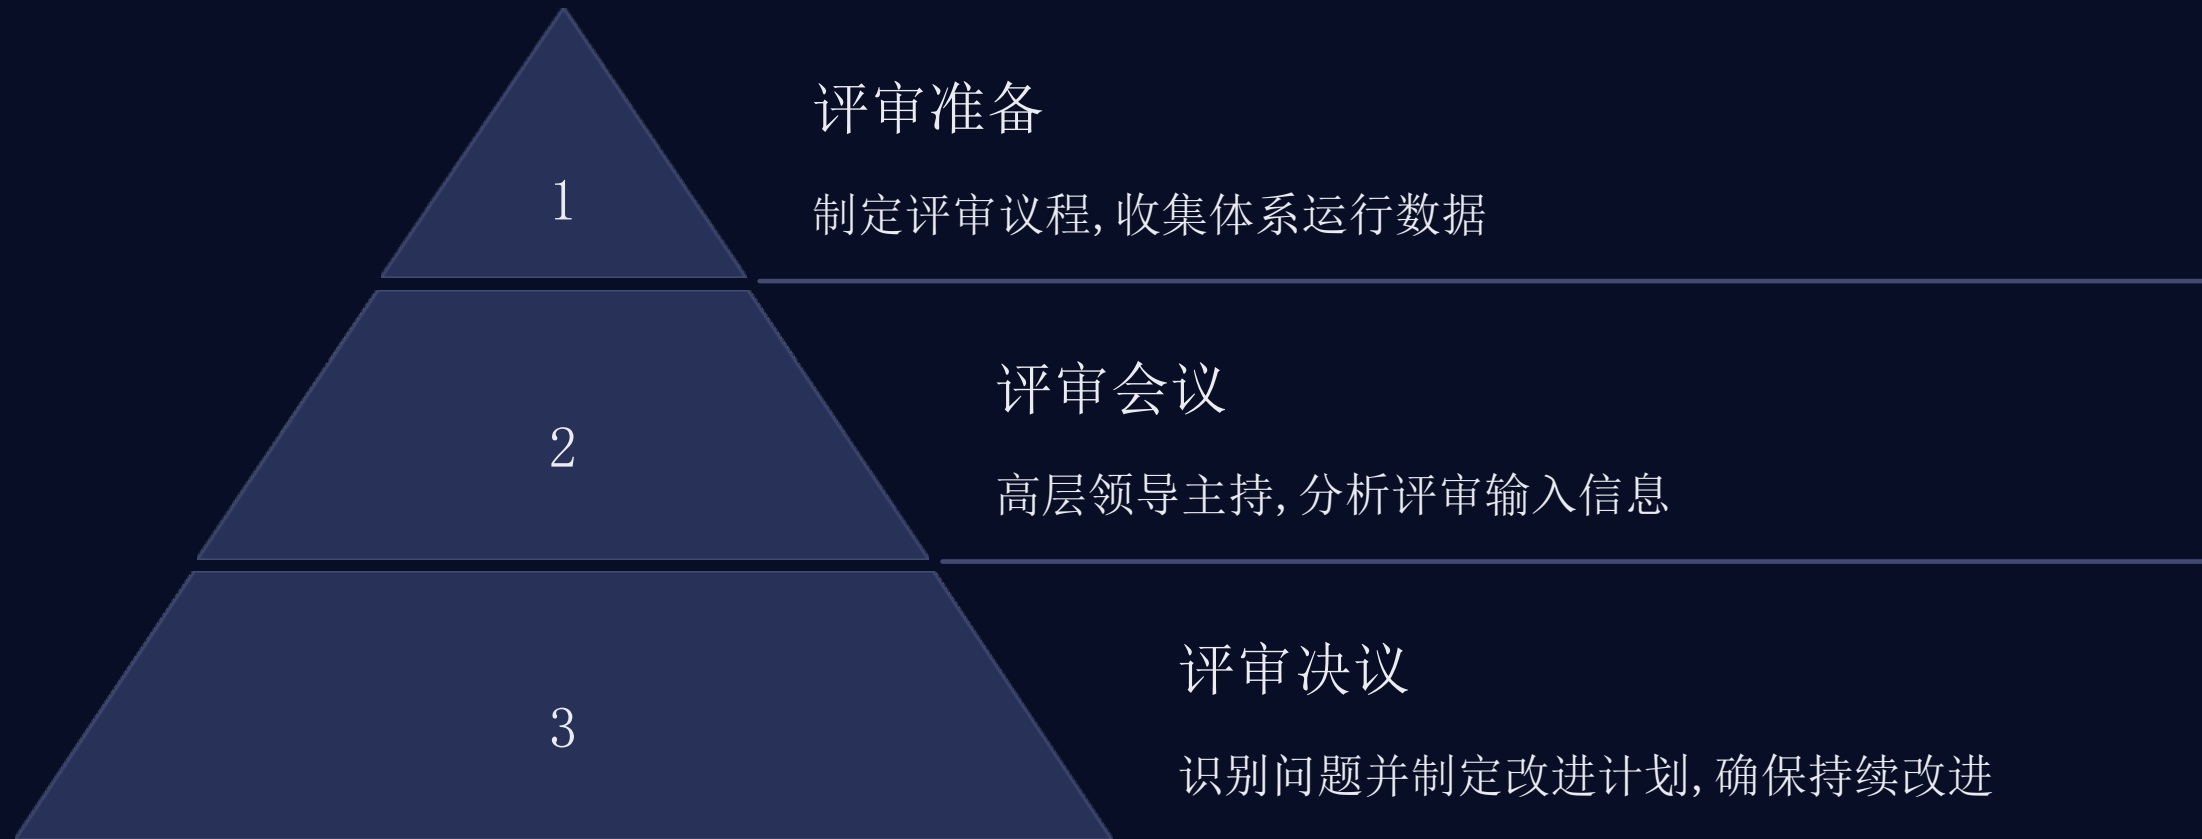 1
评审准备
制定评审议程,收集体系运行数据
2
评审会议
高层领导主持,分析评审输入信息
3
评审决议
识别问题并制定改进计划,确保持续改进